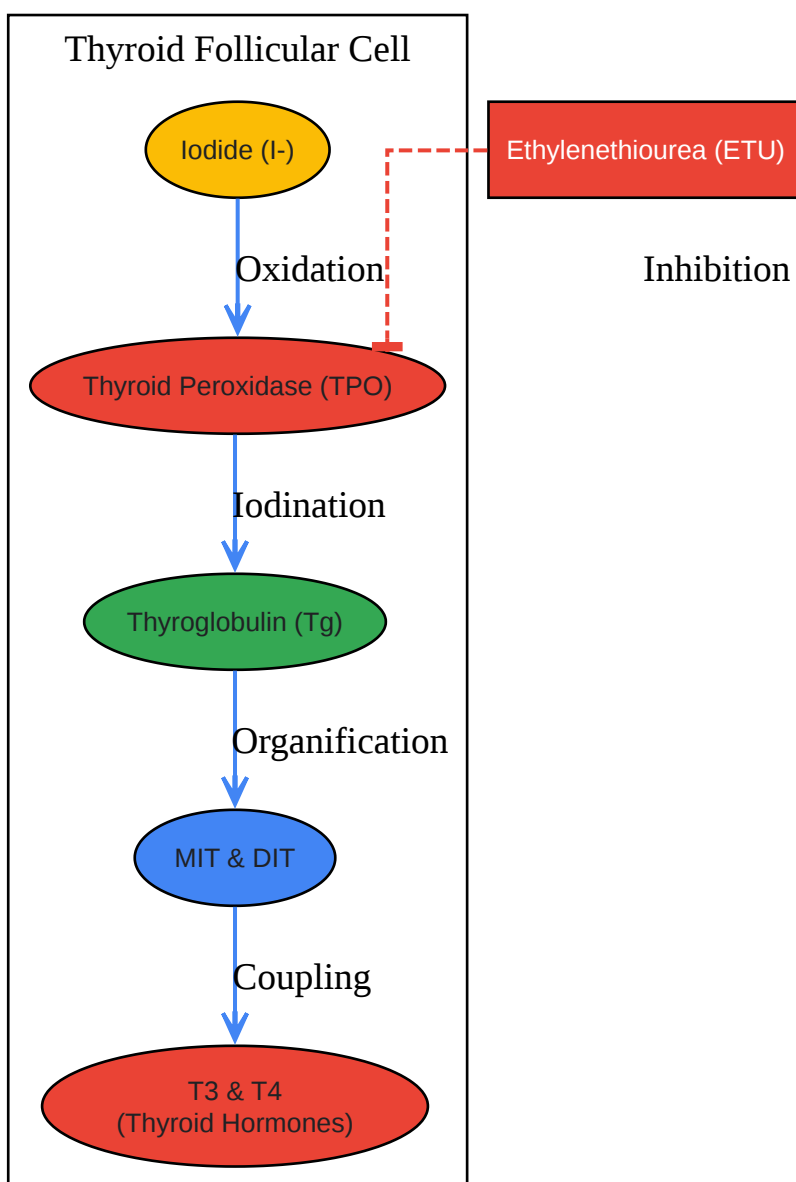 Thyroid Follicular Cell
Iodide (I-)
Ethylenethiourea (ETU)
Oxidation
Inhibition
Thyroid Peroxidase (TPO)
Iodination
Thyroglobulin (Tg)
Organification
MIT & DIT
Coupling
T3 & T4
(Thyroid Hormones)